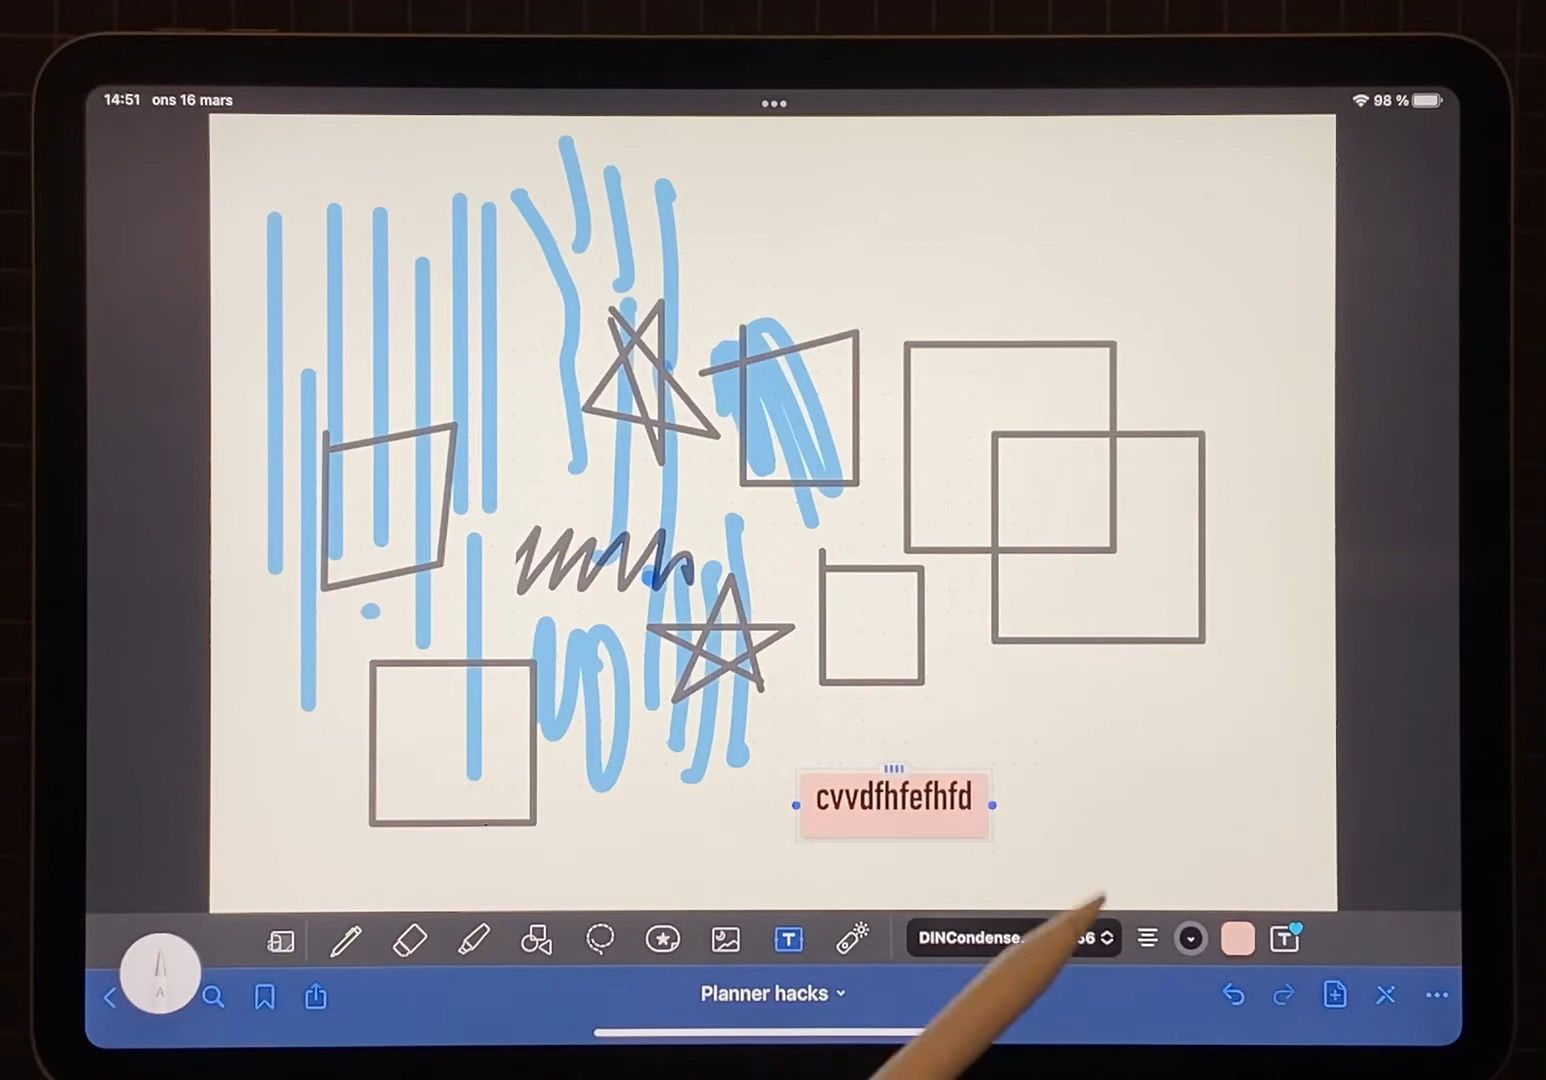 14:51 ons 16 mars
98 %
cvvdfhfefhfd
DINCondense
A
Planner hacks